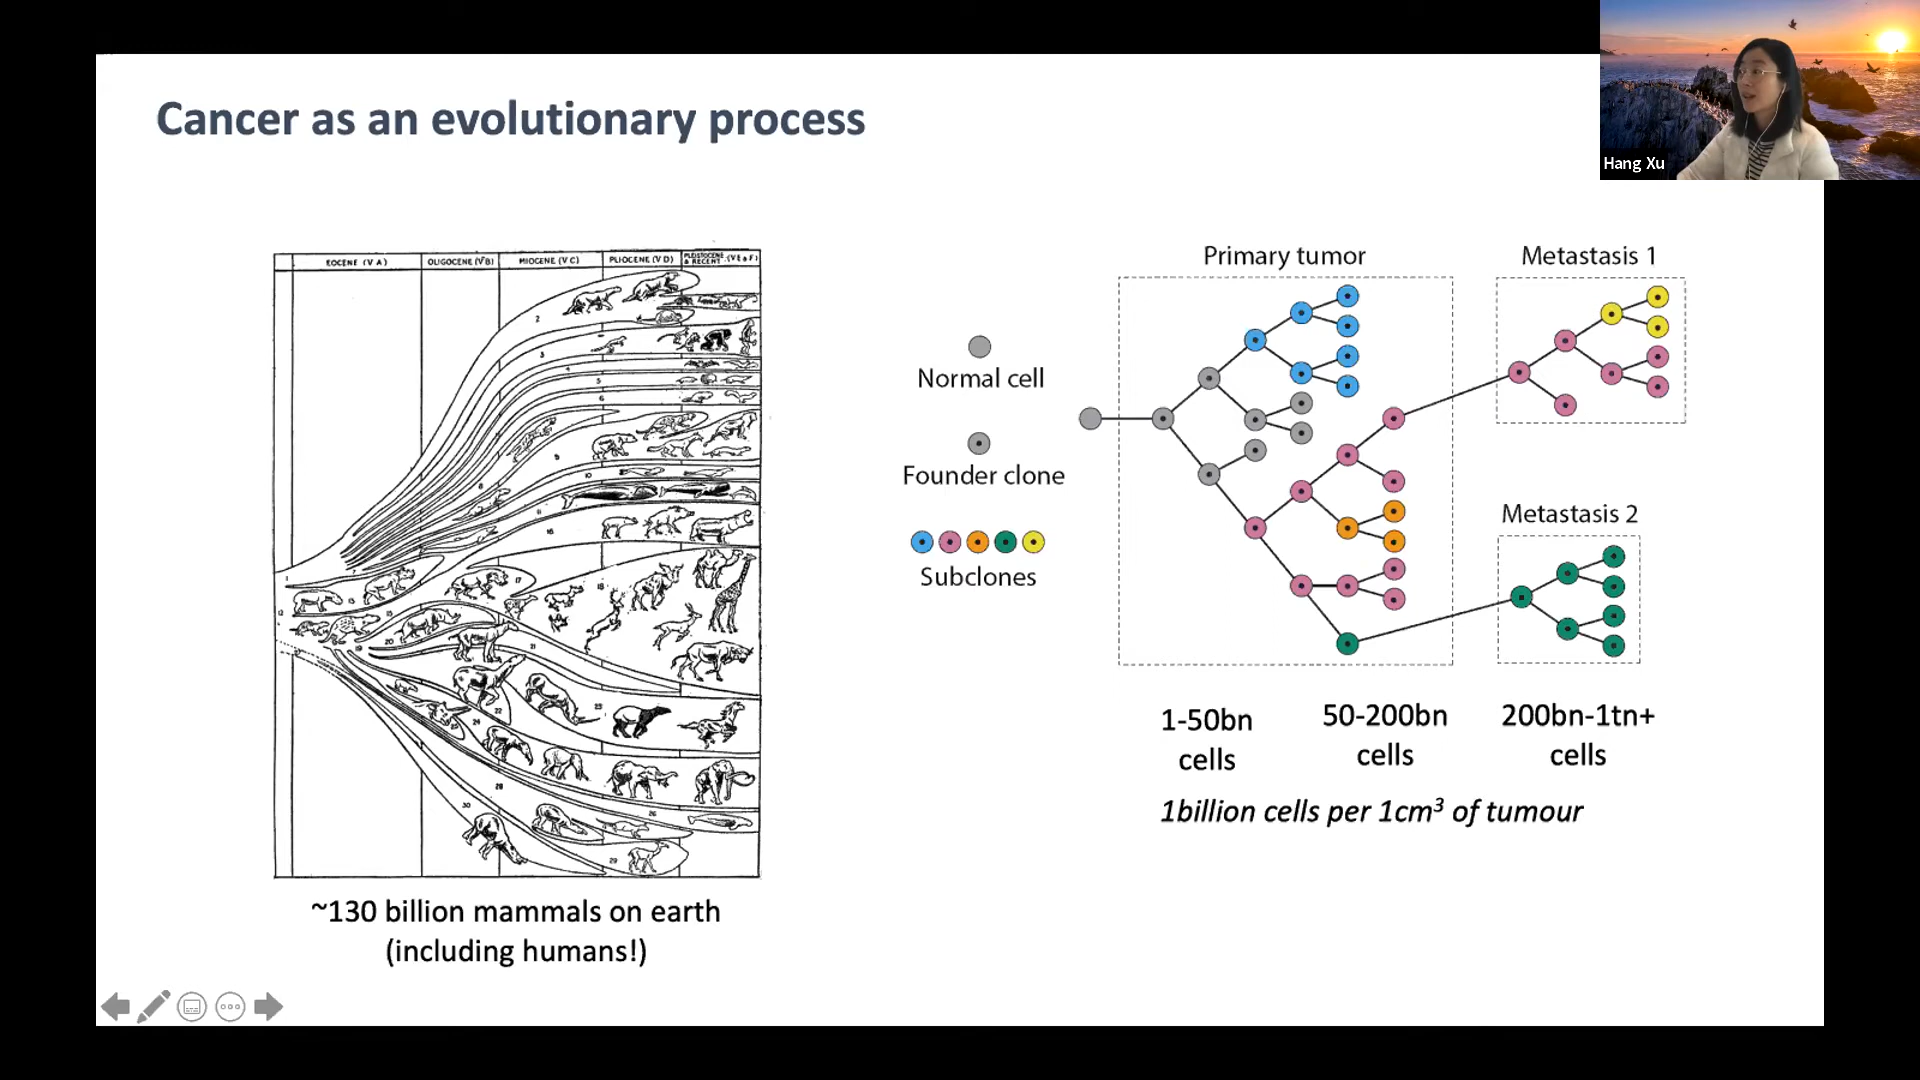 Cancer as an evolutionary process
Hang Xu
EOCENE (V A)
OLIGOCENE (V B)
MIOCENE (V C)
PLIOCENE (V D)
PLEISTOCENE
& RECENT (V E & F)
~130 billion mammals on earth
(including humans!)
Normal cell
Founder clone
Subclones
Primary tumor
Metastasis 1
Metastasis 2
1-50bn
cells
50-200bn
cells
200bn-1tn+
cells
1billion cells per 1cm³ of tumour